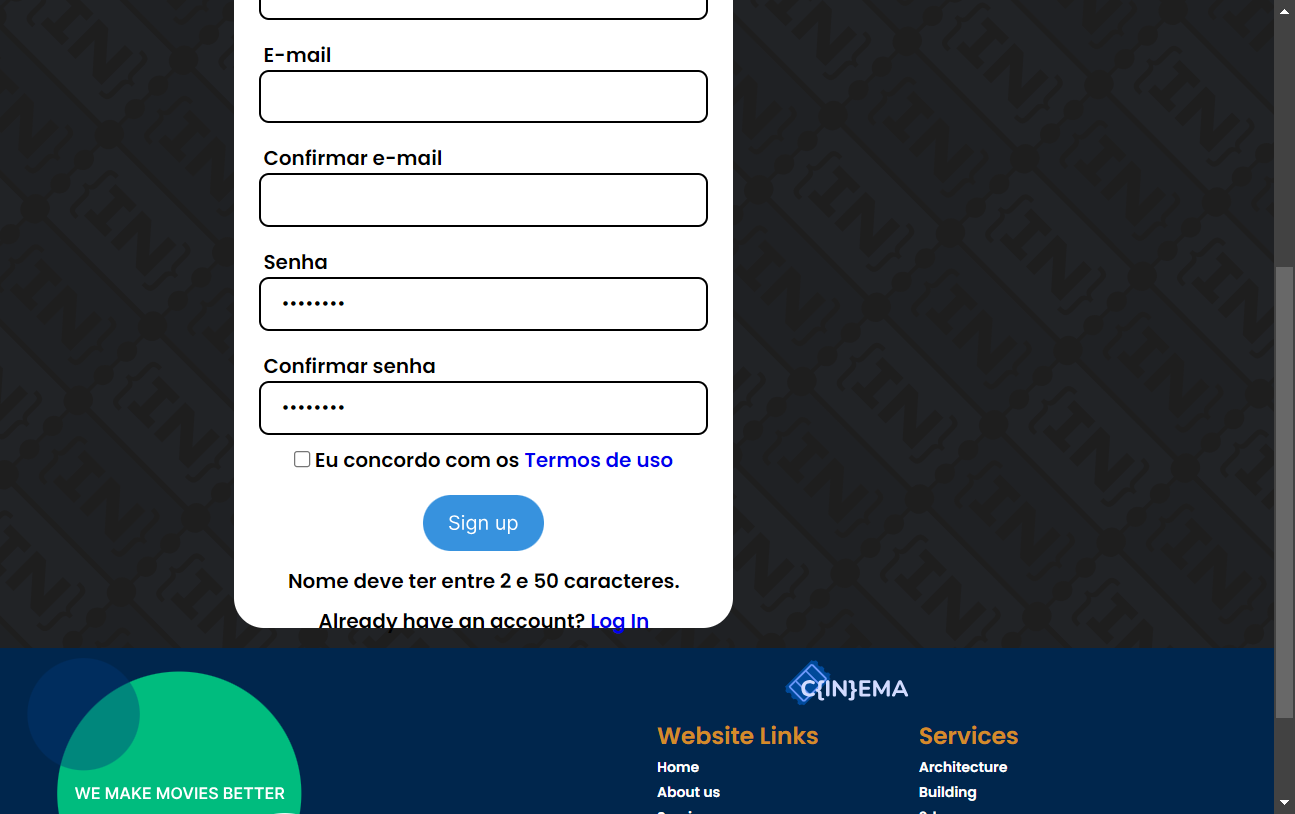 E-mail
Confirmar e-mail
Senha
••••••••
Confirmar senha
••••••••
Eu concordo com os Termos de uso
Sign up
Nome deve ter entre 2 e 50 caracteres.
Already have an account? Log In
C{IN}EMA
Website Links
Services
Home
Architecture
About us
Building
WE MAKE MOVIES BETTER